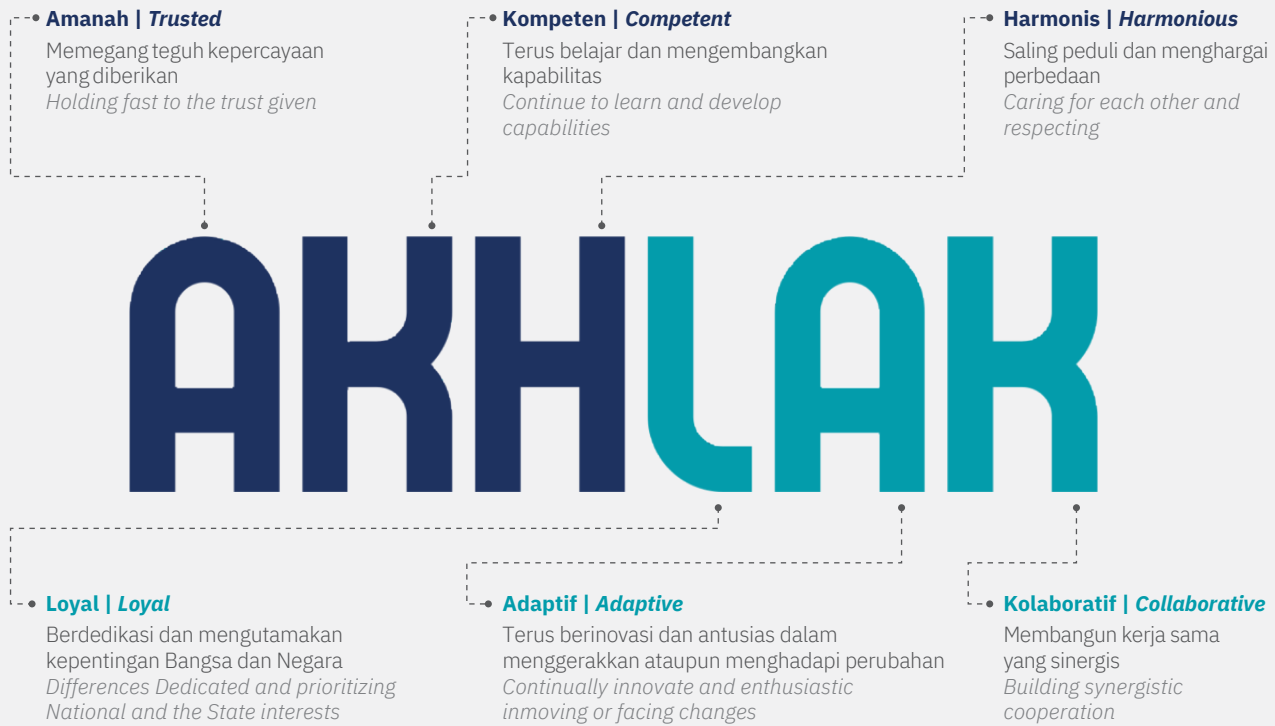 Amanah | Trusted
Memegang teguh kepercayaan
yang diberikan
Holding fast to the trust given
Kompeten | Competent
Terus belajar dan mengembangkan
kapabilitas
Continue to learn and develop
capabilities
Harmonis | Harmonious
Saling peduli dan menghargai
perbedaan
Caring for each other and
respecting
AKHLAK
Loyal | Loyal
Berdedikasi dan mengutamakan
kepentingan Bangsa dan Negara
Differences Dedicated and prioritizing
National and the State interests
Adaptif | Adaptive
Terus berinovasi dan antusias dalam
menggerakkan ataupun menghadapi perubahan
Continually innovate and enthusiastic
inmoving or facing changes
Kolaboratif | Collaborative
Membangun kerja sama
yang sinergis
Building synergistic
cooperation